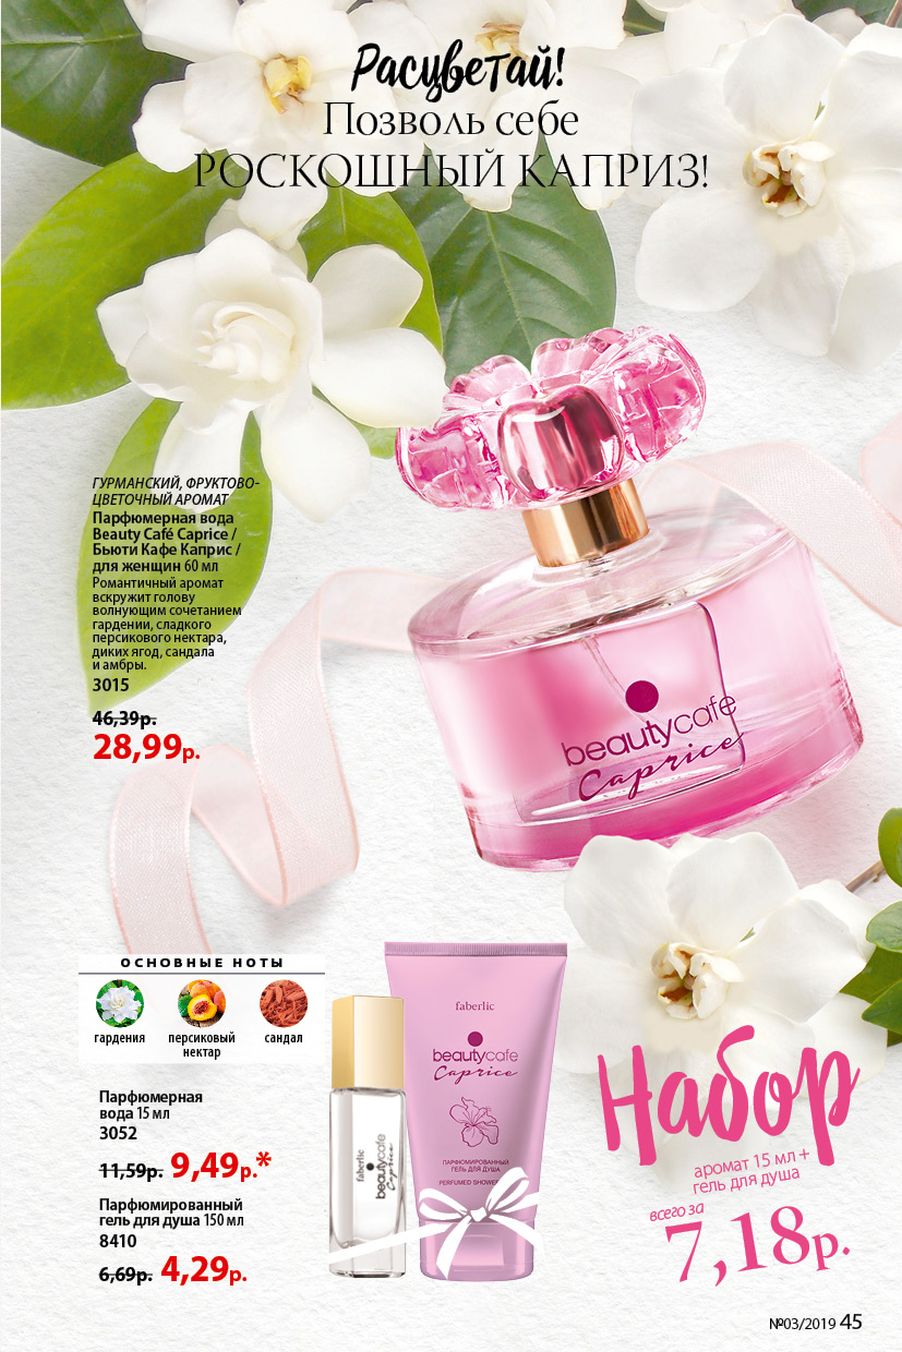 Расцветай!
Позволь себе
РОСКОШНЫЙ КАПРИЗ!
ГУРМАНСКИЙ, ФРУКТОВО-
ЦВЕТОЧНЫЙ АРОМАТ
Парфюмерная вода
Beauty Café Caprice /
Бьюти Кафе Каприс /
для женщин 60 мл
Романтичный аромат
вскружит голову
волнующим сочетанием
гардении, сладкого
персикового нектара,
диких ягод, сандала
и амбры.
3015
46,39р.
28,99р.
beautycafe
Caprice
ОСНОВНЫЕ НОТЫ
гардения
персиковый
нектар
сандал
Парфюмерная
вода 15 мл
3052
11,59р. 9,49р.*
Парфюмированный
гель для душа 150 мл
8410
6,69р. 4,29р.
faberlic
beautycafe
Caprice
faberlic
beautycafe
Caprice
ПАРФЮМИРОВАННЫЙ
ГЕЛЬ ДЛЯ ДУША
PERFUMED SHOWER
Набор
аромат 15 мл +
гель для душа
всего за
7,18р.
№03/2019 45